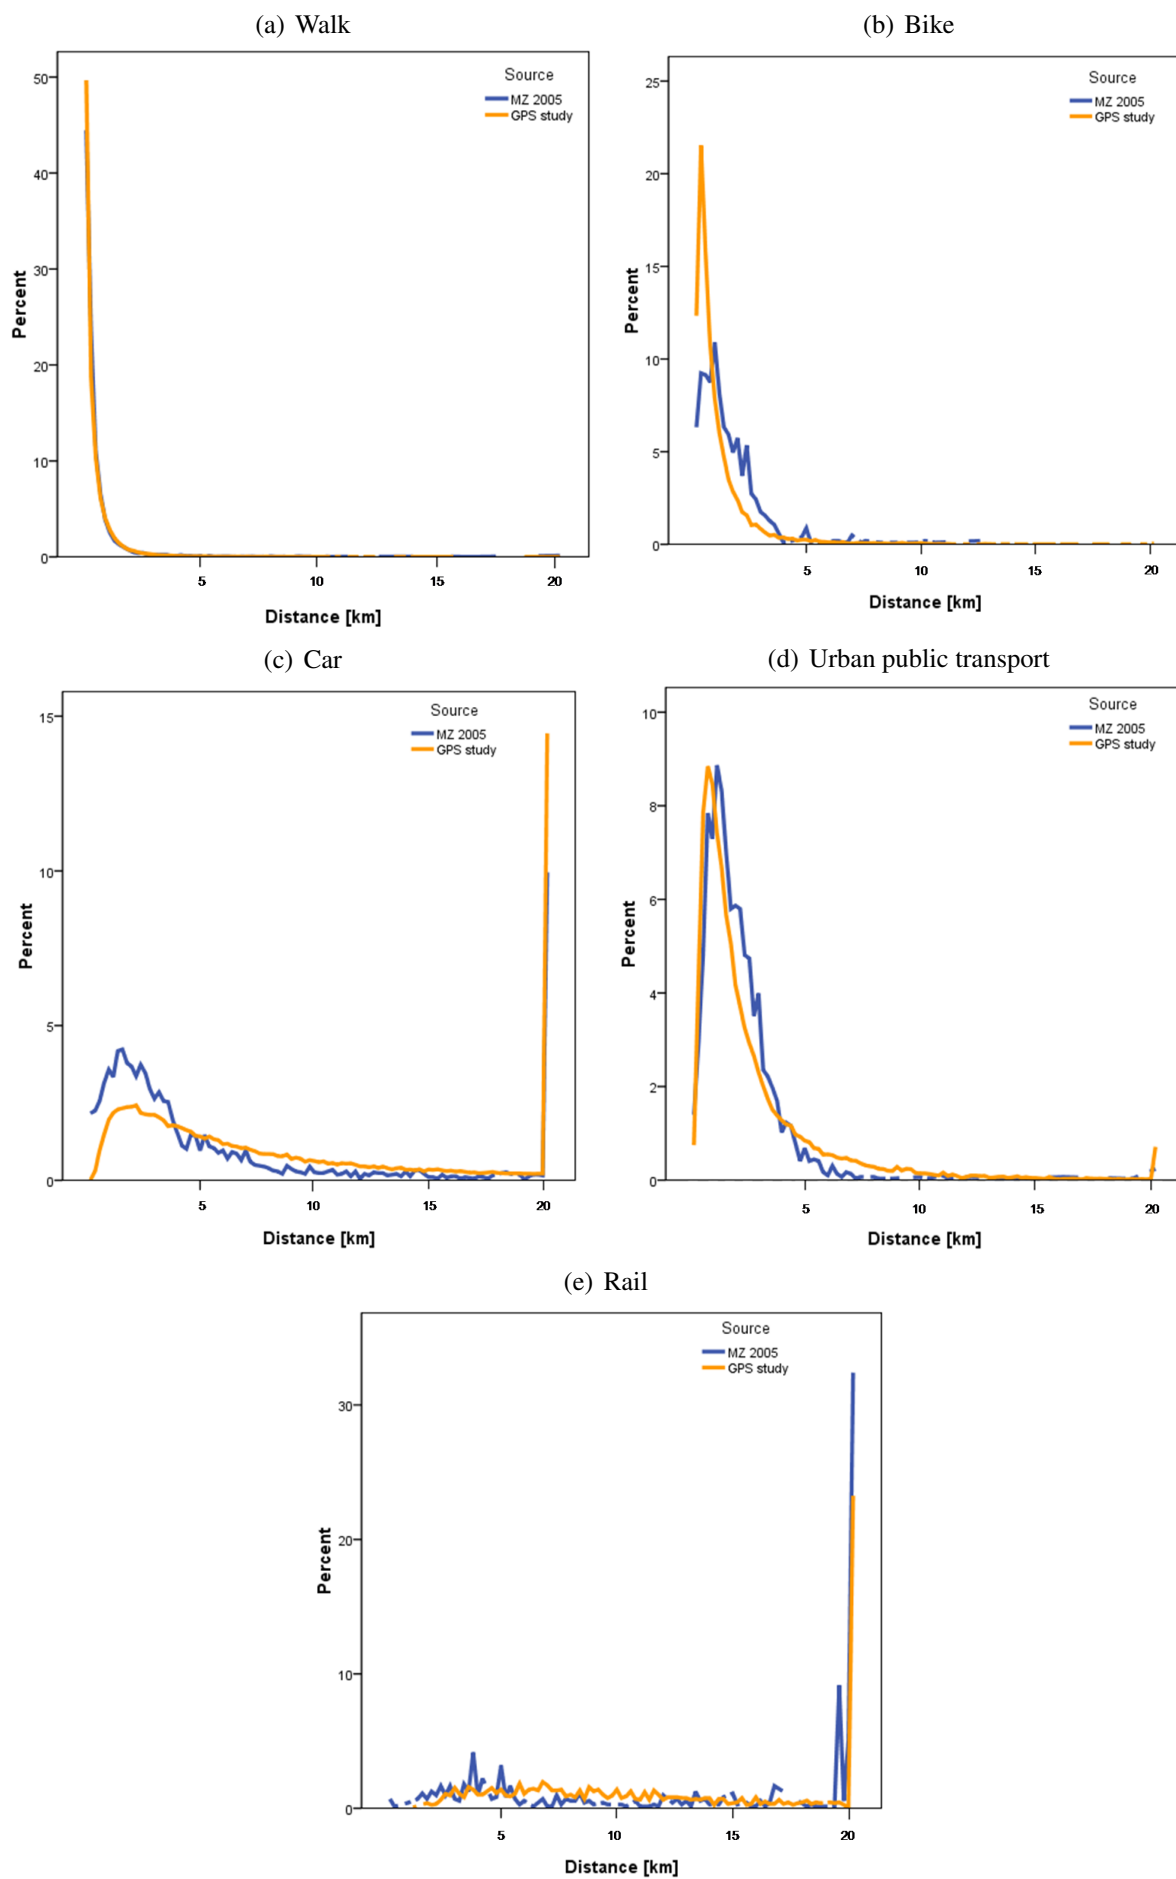 (a) Walk
Source
MZ 2005
GPS study
50
40
30
20
10
0
Percent
5 10 15 20
Distance [km]
(b) Bike
Source
MZ 2005
GPS study
25
20
15
10
5
0
Percent
5 10 15 20
Distance [km]
(c) Car
Source
MZ 2005
GPS study
15
10
5
0
Percent
5 10 15 20
Distance [km]
(d) Urban public transport
Source
MZ 2005
GPS study
10
8
6
4
2
0
Percent
5 10 15 20
Distance [km]
(e) Rail
Source
MZ 2005
GPS study
30
20
10
0
Percent
5 10 15 20
Distance [km]